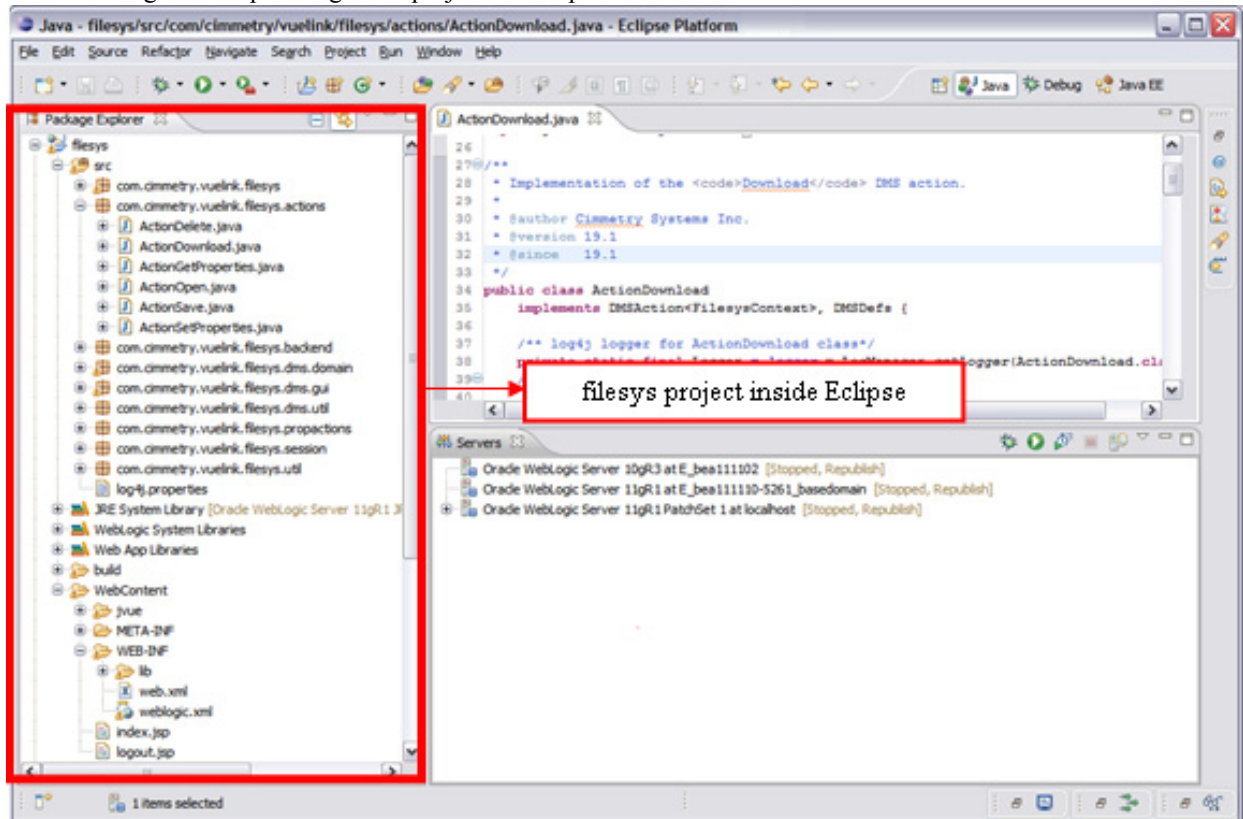 Java - filesys/src/com/cimmetry/vuelink/filesys/actions/ActionDownload.java - Eclipse Platform
File Edit Source Refactor Navigate Search Project Run Window Help
Java Debug Java EE
Package Explorer
filesys
src
com.cimmetry.vuelink.filesys
com.cimmetry.vuelink.filesys.actions
ActionDelete.java
ActionDownload.java
ActionGetProperties.java
ActionOpen.java
ActionSave.java
ActionSetProperties.java
com.cimmetry.vuelink.filesys.backend
com.cimmetry.vuelink.filesys.dms.domain
com.cimmetry.vuelink.filesys.dms.gui
com.cimmetry.vuelink.filesys.dms.util
com.cimmetry.vuelink.filesys.propactions
com.cimmetry.vuelink.filesys.session
com.cimmetry.vuelink.filesys.util
log4j.properties
JRE System Library [Oracle WebLogic Server 11gR1 J
WebLogic System Libraries
Web App Libraries
build
WebContent
jvue
META-INF
WEB-INF
lib
web.xml
weblogic.xml
index.jsp
logout.jsp
ActionDownload.java
26
27 /**
28 * Implementation of the <code>Download</code> DMS action.
29 *
30 * @author Cimmetry Systems Inc.
31 * @version 19.1
32 * @since 19.1
33 */
34 public class ActionDownload
35 implements DMSAction<FilesysContext>, DMSDefs {
36
37 /** log4j logger for ActionDownload class*/
38 private static final Logger m_logger = LogManager.getLogger(ActionDownload.cla
39
40
filesys project inside Eclipse
Servers
Oracle WebLogic Server 10gR3 at E_bea111102 [Stopped, Republish]
Oracle WebLogic Server 11gR1 at E_bea111110-5261_basedomain [Stopped, Republish]
Oracle WebLogic Server 11gR1 PatchSet 1 at localhost [Stopped, Republish]
1 items selected